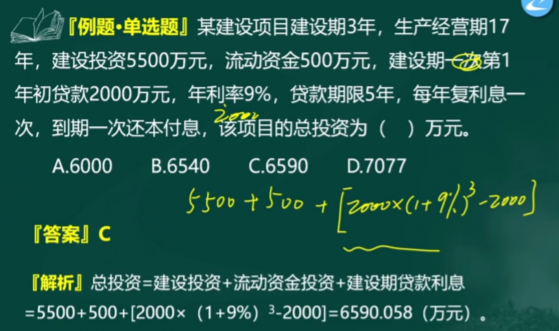 『例题•单选题』某建设项目建设期3年，生产经营期17
年，建设投资5500万元，流动资金500万元，建设期一次第1
年初贷款2000万元，年利率9%，贷款期限5年，每年复利息一
2000
次，到期一次还本付息，该项目的总投资为（ ）万元。
A.6000 B.6540 C.6590 D.7077
5500+500+[2000×(1+9%)³-2000]
『答案』C
『解析』总投资=建设投资+流动资金投资+建设期贷款利息
=5500+500+[2000×（1+9%）³-2000]=6590.058（万元）。